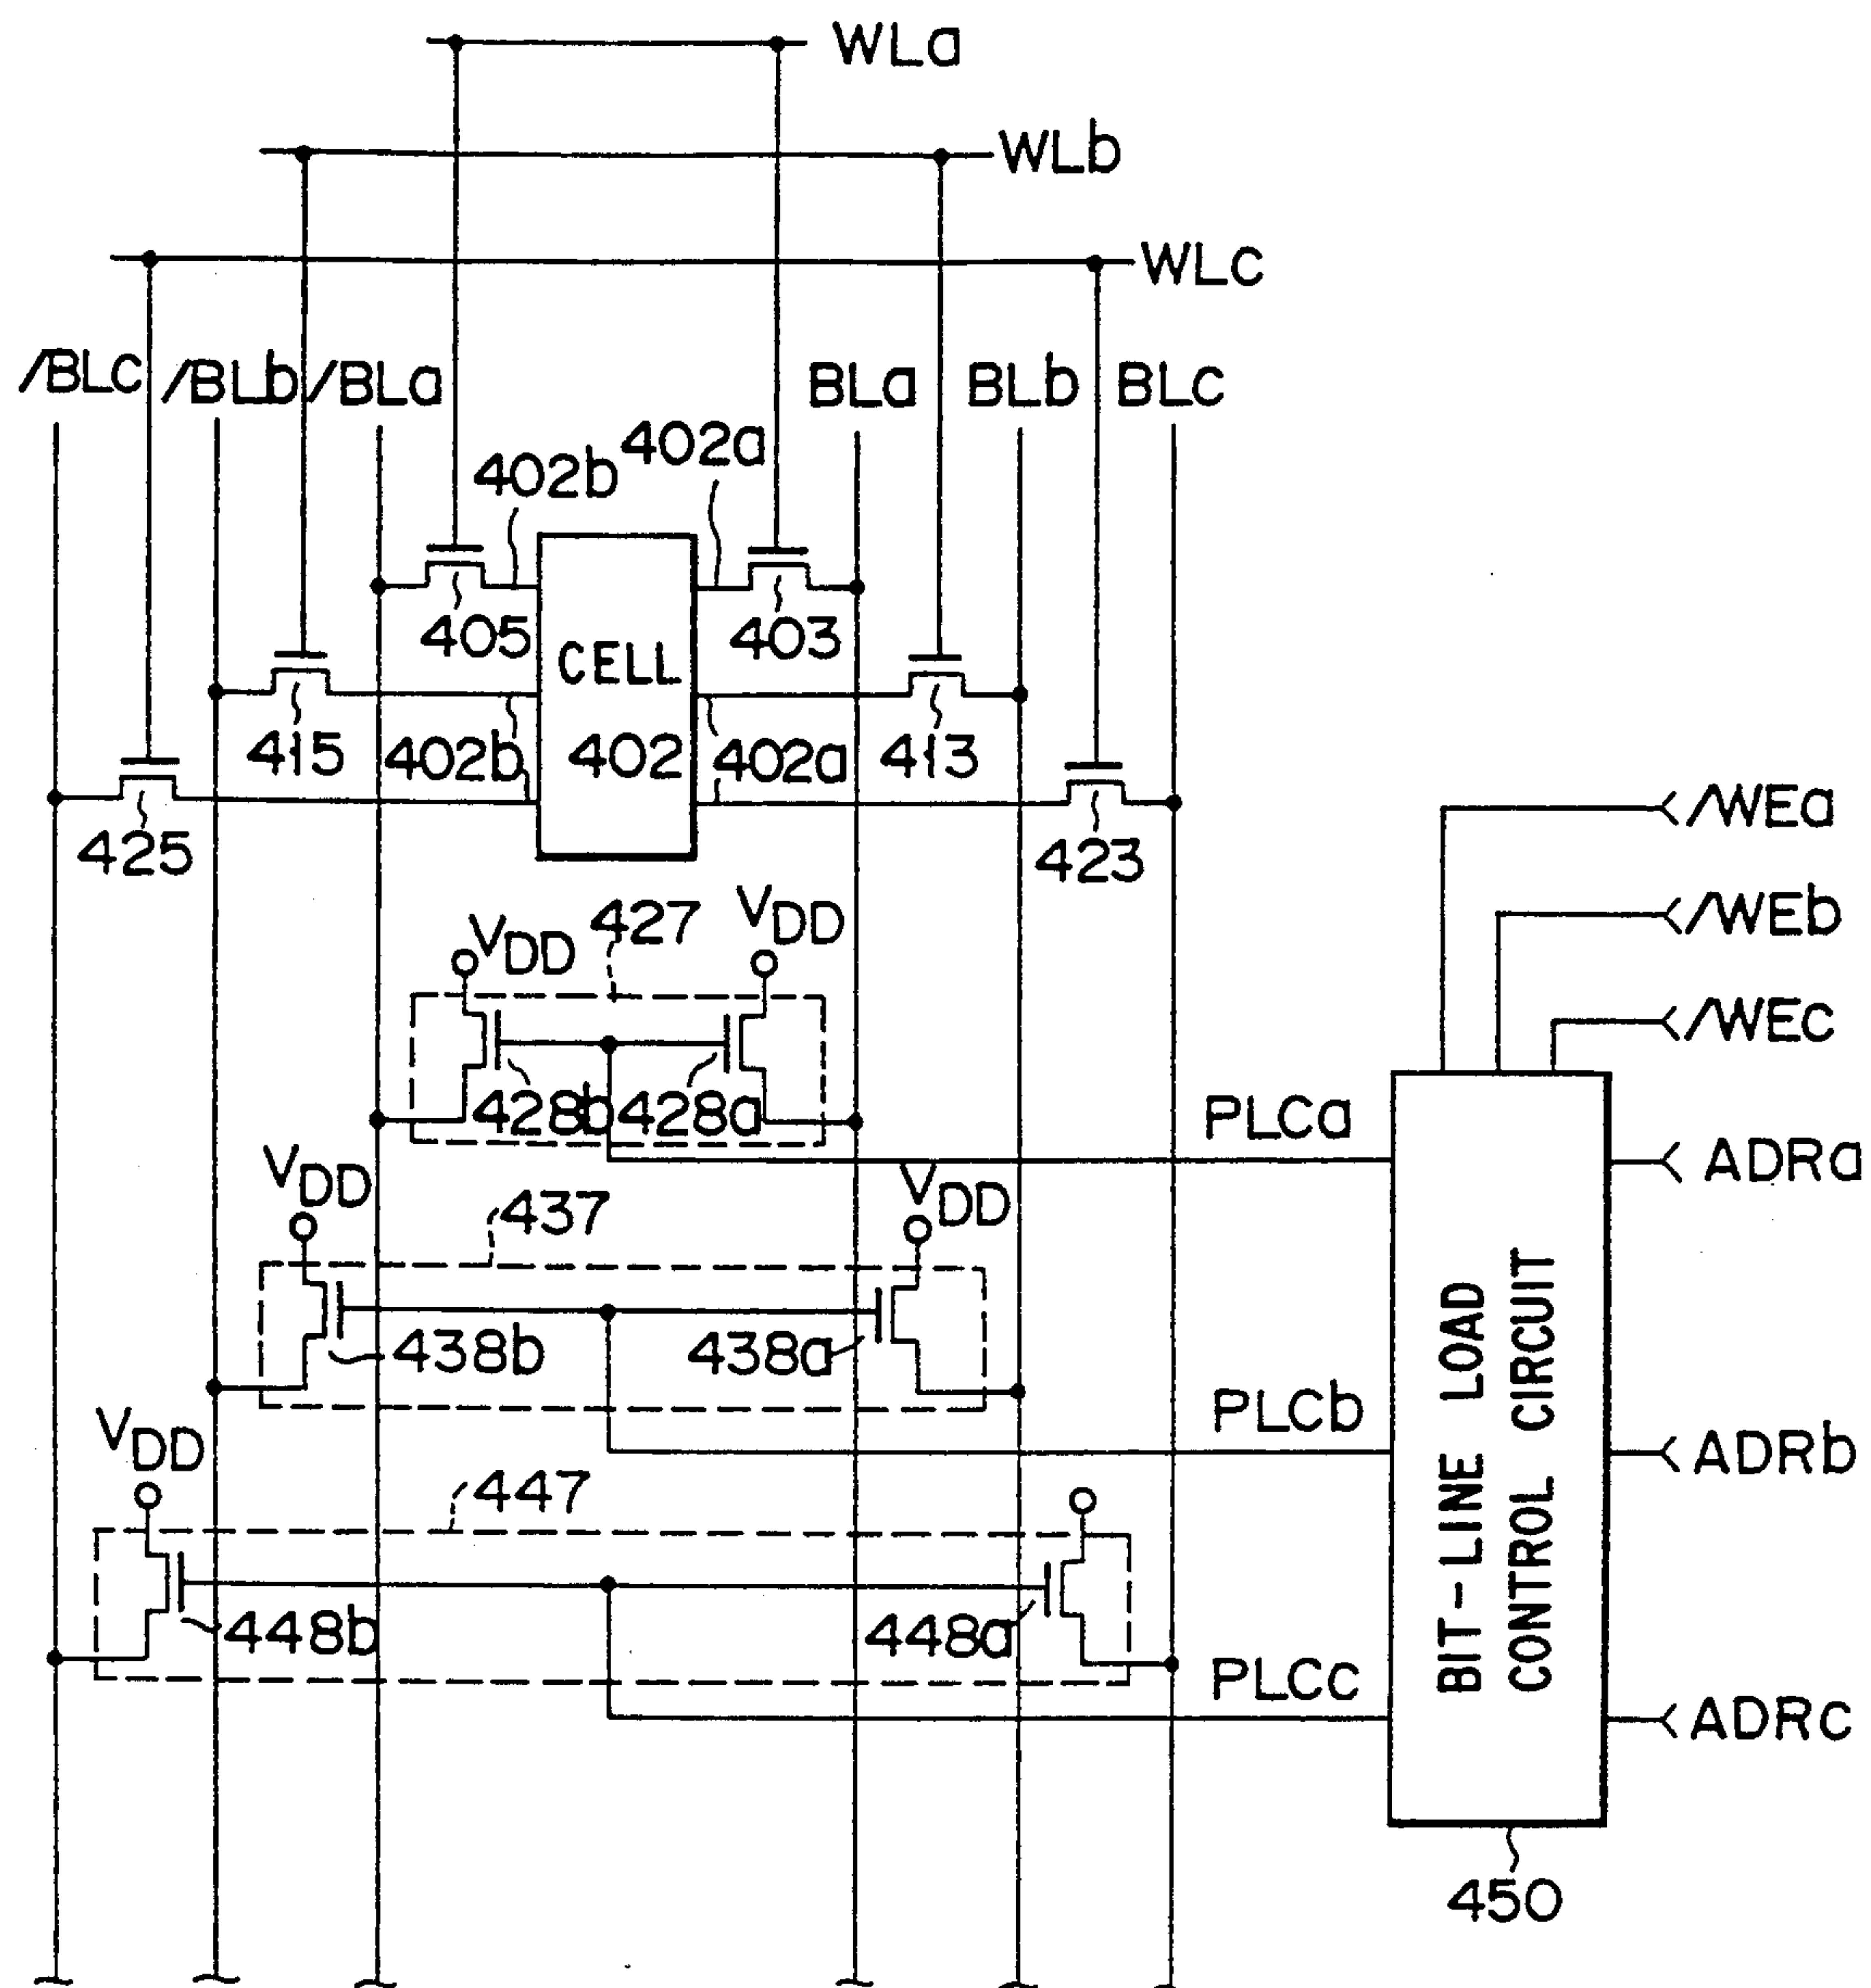 WLa
WLb
WLc
/BLc /BLb /BLa BLa BLb BLc
402b 402a
405 403
CELL
402
415 402b 402a 413
425 423
/WEa
/WEb
/WEc
VDD 427 VDD
428b 428a
PLCa
ADRa
VDD 437 VDD
438b 438a
PLCb
ADRb
VDD 447
448b 448a
PLCc
ADRc
BIT-LINE LOAD
CONTROL CIRCUIT
450